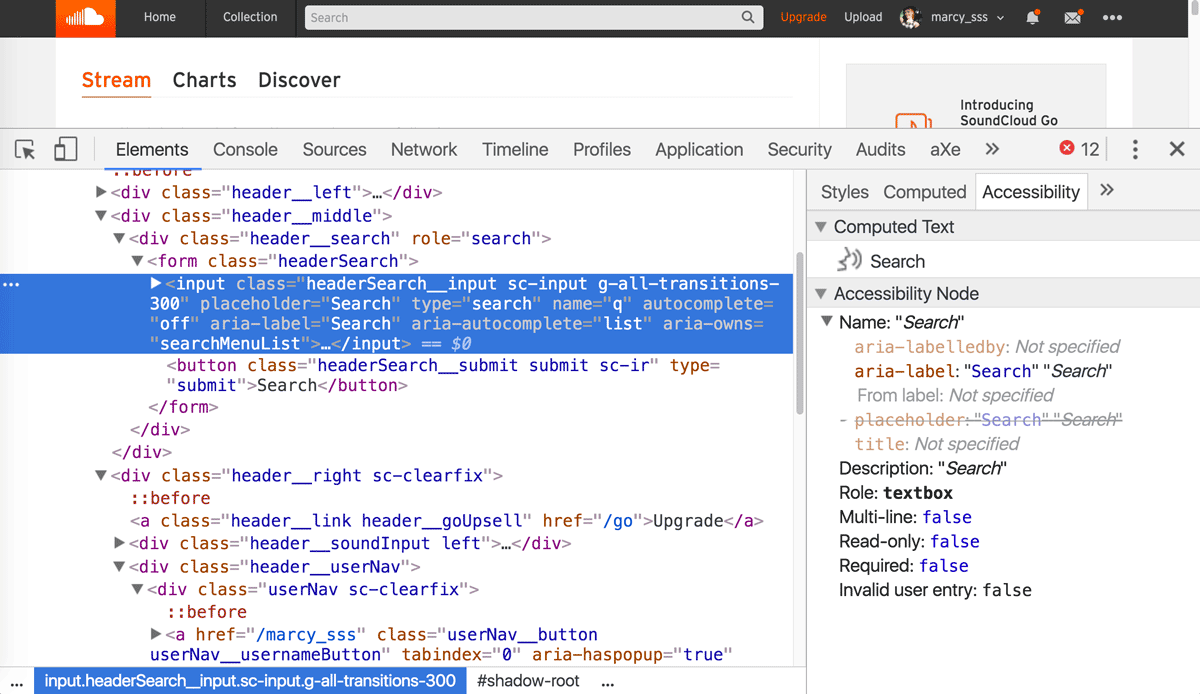 Home Collection Search Upgrade Upload marcy_sss •••
Stream Charts Discover
Introducing
SoundCloud Go
Elements Console Sources Network Timeline Profiles Application Security Audits aXe » 12
::before
<div class="header__left">…</div>
<div class="header__middle">
<div class="header__search" role="search">
<form class="headerSearch">
<input class="headerSearch__input sc-input g-all-transitions-
300" placeholder="Search" type="search" name="q" autocomplete=
"off" aria-label="Search" aria-autocomplete="list" aria-owns=
"searchMenuList">…</input> == $0
<button class="headerSearch__submit submit sc-ir" type=
"submit">Search</button>
</form>
</div>
</div>
<div class="header__right sc-clearfix">
::before
<a class="header__link header__goUpsell" href="/go">Upgrade</a>
<div class="header__soundInput left">…</div>
<div class="header__userNav">
<div class="userNav sc-clearfix">
::before
<a href="/marcy_sss" class="userNav__button
userNav__usernameButton" tabindex="0" aria-haspopup="true"
... input.headerSearch__input.sc-input.g-all-transitions-300 #shadow-root ...
Styles Computed Accessibility »
Computed Text
Search
Accessibility Node
Name: "Search"
aria-labelledby: Not specified
aria-label: "Search" "Search"
From label: Not specified
- placeholder: "Search" "Search"
title: Not specified
Description: "Search"
Role: textbox
Multi-line: false
Read-only: false
Required: false
Invalid user entry: false